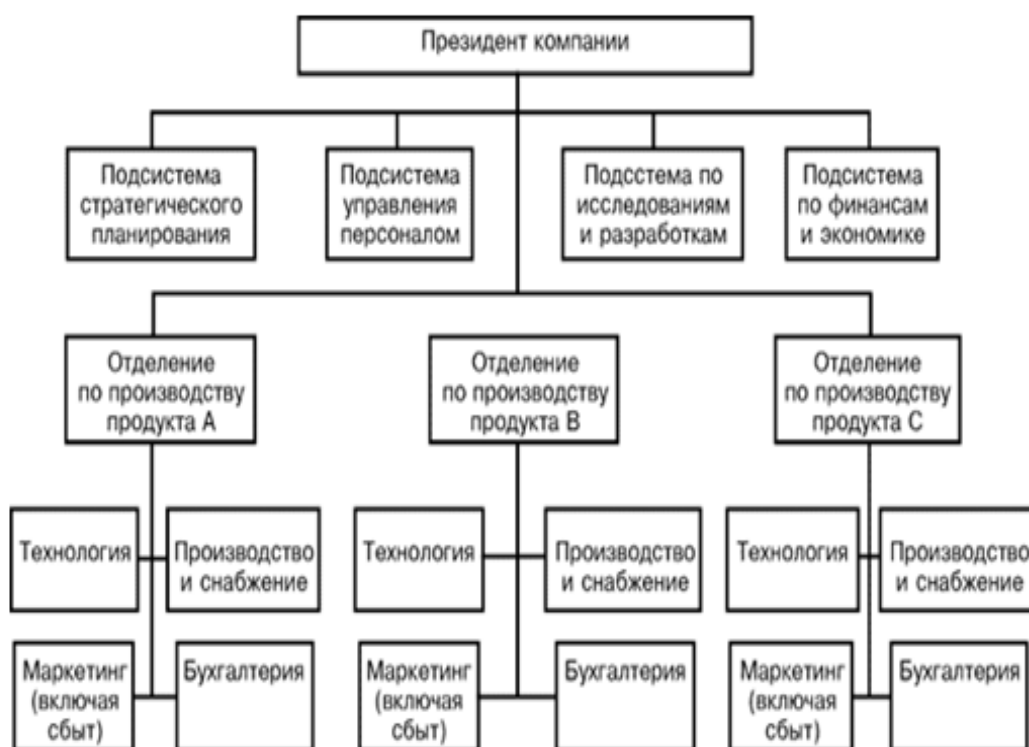 Президент компании
Подсистема
стратегического
планирования
Подсистема
управления
персоналом
Подсстема по
исследованиям
и разработкам
Подсистема
по финансам
и экономике
Отделение
по производству
продукта А
Отделение
по производству
продукта В
Отделение
по производству
продукта С
Технология
Производство
и снабжение
Технология
Производство
и снабжение
Технология
Производство
и снабжение
Маркетинг
(включая
сбыт)
Бухгалтерия
Маркетинг
(включая
сбыт)
Бухгалтерия
Маркетинг
(включая
сбыт)
Бухгалтерия